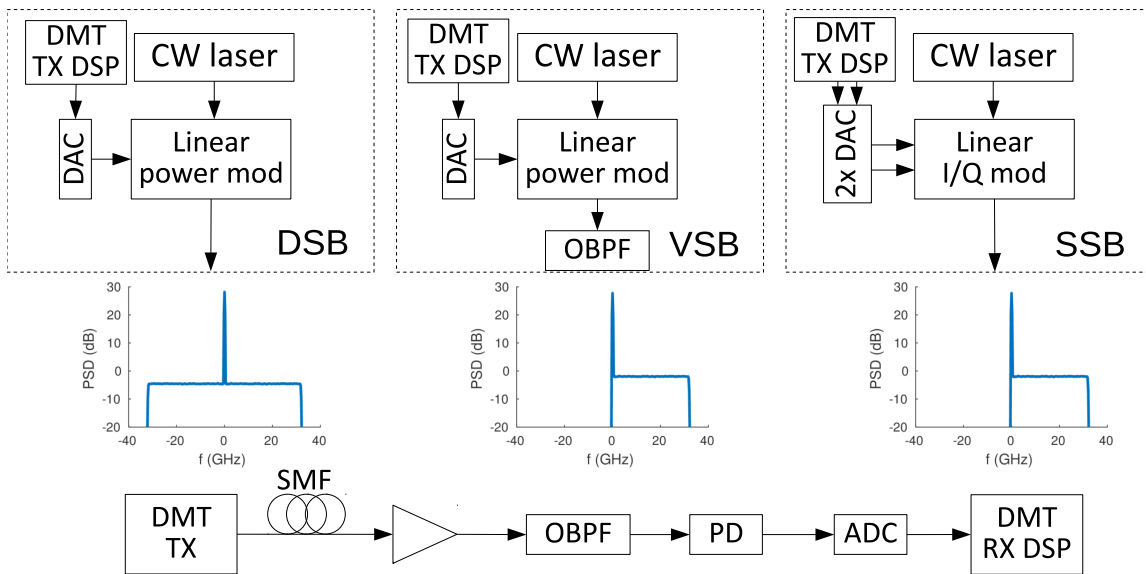 DMT
TX DSP
CW laser
DAC
Linear
power mod
DSB
DMT
TX DSP
CW laser
DAC
Linear
power mod
OBPF
VSB
DMT
TX DSP
CW laser
2x DAC
Linear
I/Q mod
SSB
PSD (dB)
30
20
10
0
-10
-20
-40
-20
0
20
40
f (GHz)
PSD (dB)
30
20
10
0
-10
-20
-40
-20
0
20
40
f (GHz)
PSD (dB)
30
20
10
0
-10
-20
-40
-20
0
20
40
f (GHz)
DMT
TX
SMF
OBPF
PD
ADC
DMT
RX DSP